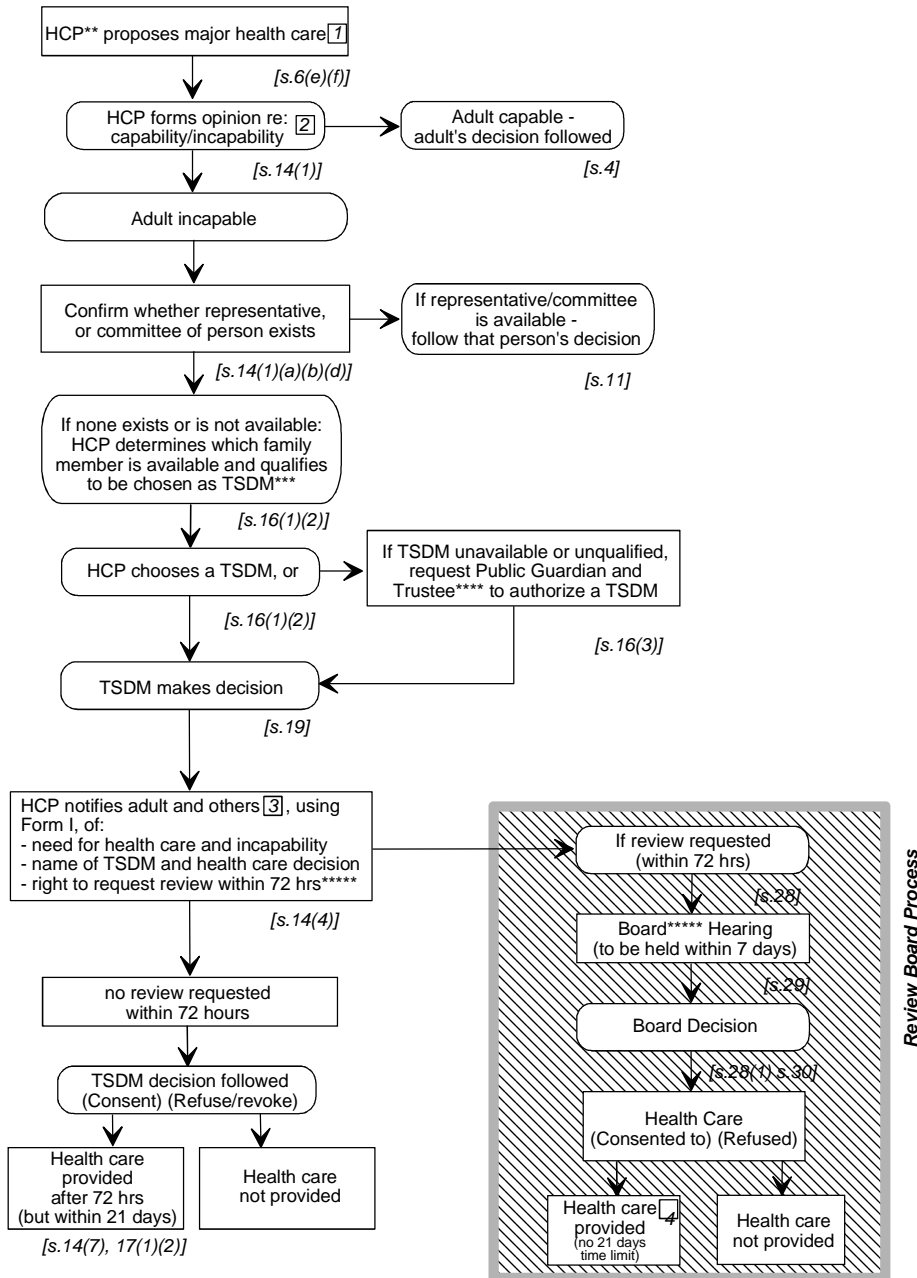 HCP** proposes major health care 1
[s.6(e)(f)]
HCP forms opinion re:
capability/incapability 2
Adult capable -
adult's decision followed
[s.14(1)]
[s.4]
Adult incapable
Confirm whether representative,
or committee of person exists
If representative/committee
is available -
follow that person's decision
[s.14(1)(a)(b)(d)]
[s.11]
If none exists or is not available:
HCP determines which family
member is available and qualifies
to be chosen as TSDM***
[s.16(1)(2)]
HCP chooses a TSDM, or
If TSDM unavailable or unqualified,
request Public Guardian and
Trustee**** to authorize a TSDM
[s.16(1)(2)]
[s.16(3)]
TSDM makes decision
[s.19]
HCP notifies adult and others 3 , using
Form I, of:
- need for health care and incapability
- name of TSDM and health care decision
- right to request review within 72 hrs*****
[s.14(4)]
no review requested
within 72 hours
TSDM decision followed
(Consent) (Refuse/revoke)
Health care
provided
after 72 hrs
(but within 21 days)
Health care
not provided
[s.14(7), 17(1)(2)]
If review requested
(within 72 hrs)
[s.28]
Board***** Hearing
(to be held within 7 days)
[s.29]
Board Decision
[s.28(1) s.30]
Health Care
(Consented to) (Refused)
Health care 4
provided
(no 21 days
time limit)
Health care
not provided
Review Board Process